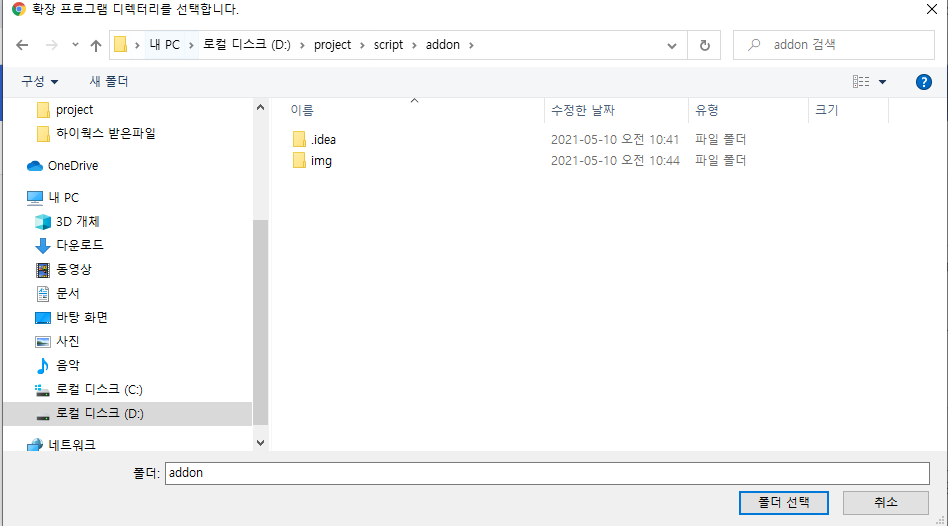 확장 프로그램 디렉터리를 선택합니다.
내 PC > 로컬 디스크 (D:) > project > script > addon >
addon 검색
구성 새 폴더
project
하이웍스 받은파일
OneDrive
내 PC
3D 개체
다운로드
동영상
문서
바탕 화면
사진
음악
로컬 디스크 (C:)
로컬 디스크 (D:)
네트워크
이름 수정한 날짜 유형 크기
.idea 2021-05-10 오전 10:41 파일 폴더
img 2021-05-10 오전 10:44 파일 폴더
폴더: addon
폴더 선택 취소